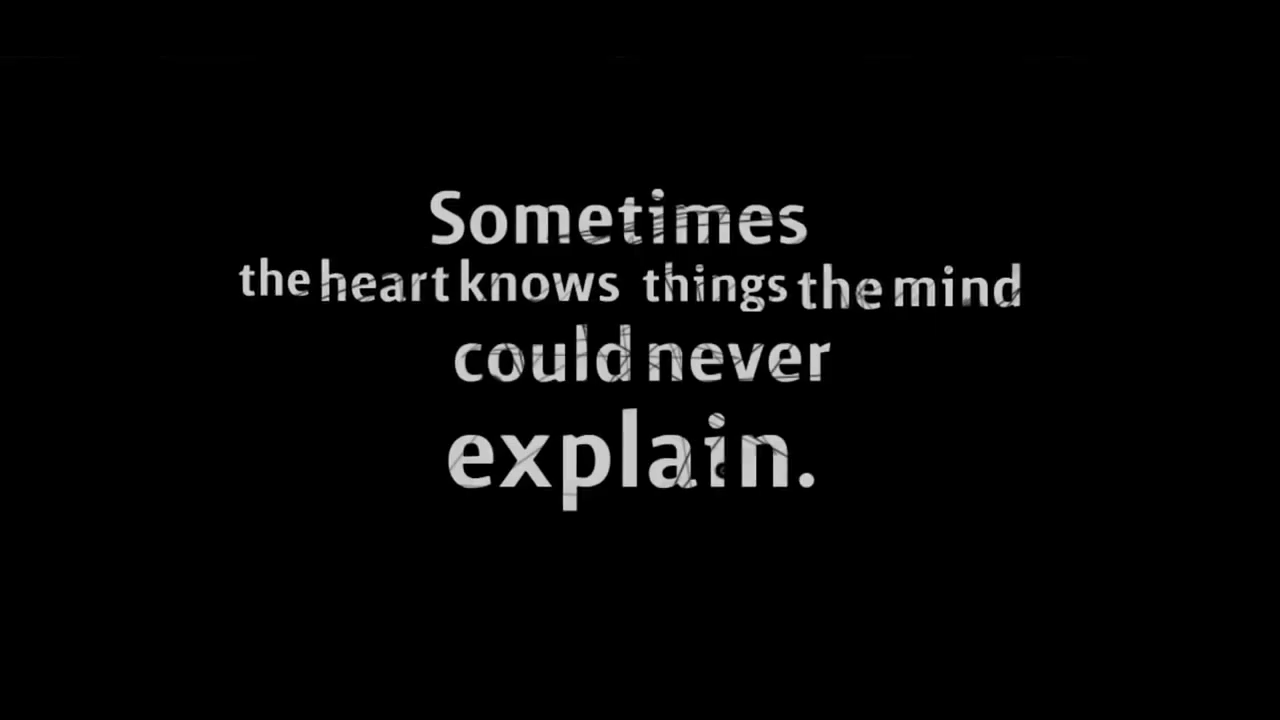 Sometimes
the heart knows things the mind
could never
explain.